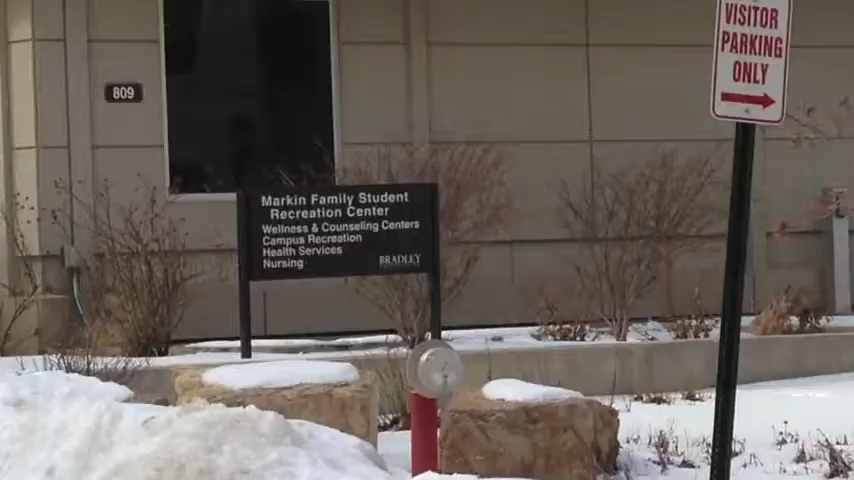 VISITOR
PARKING
ONLY
809
Markin Family Student
Recreation Center
Wellness & Counseling Centers
Campus Recreation
Health Services
Nursing
BRADLEY